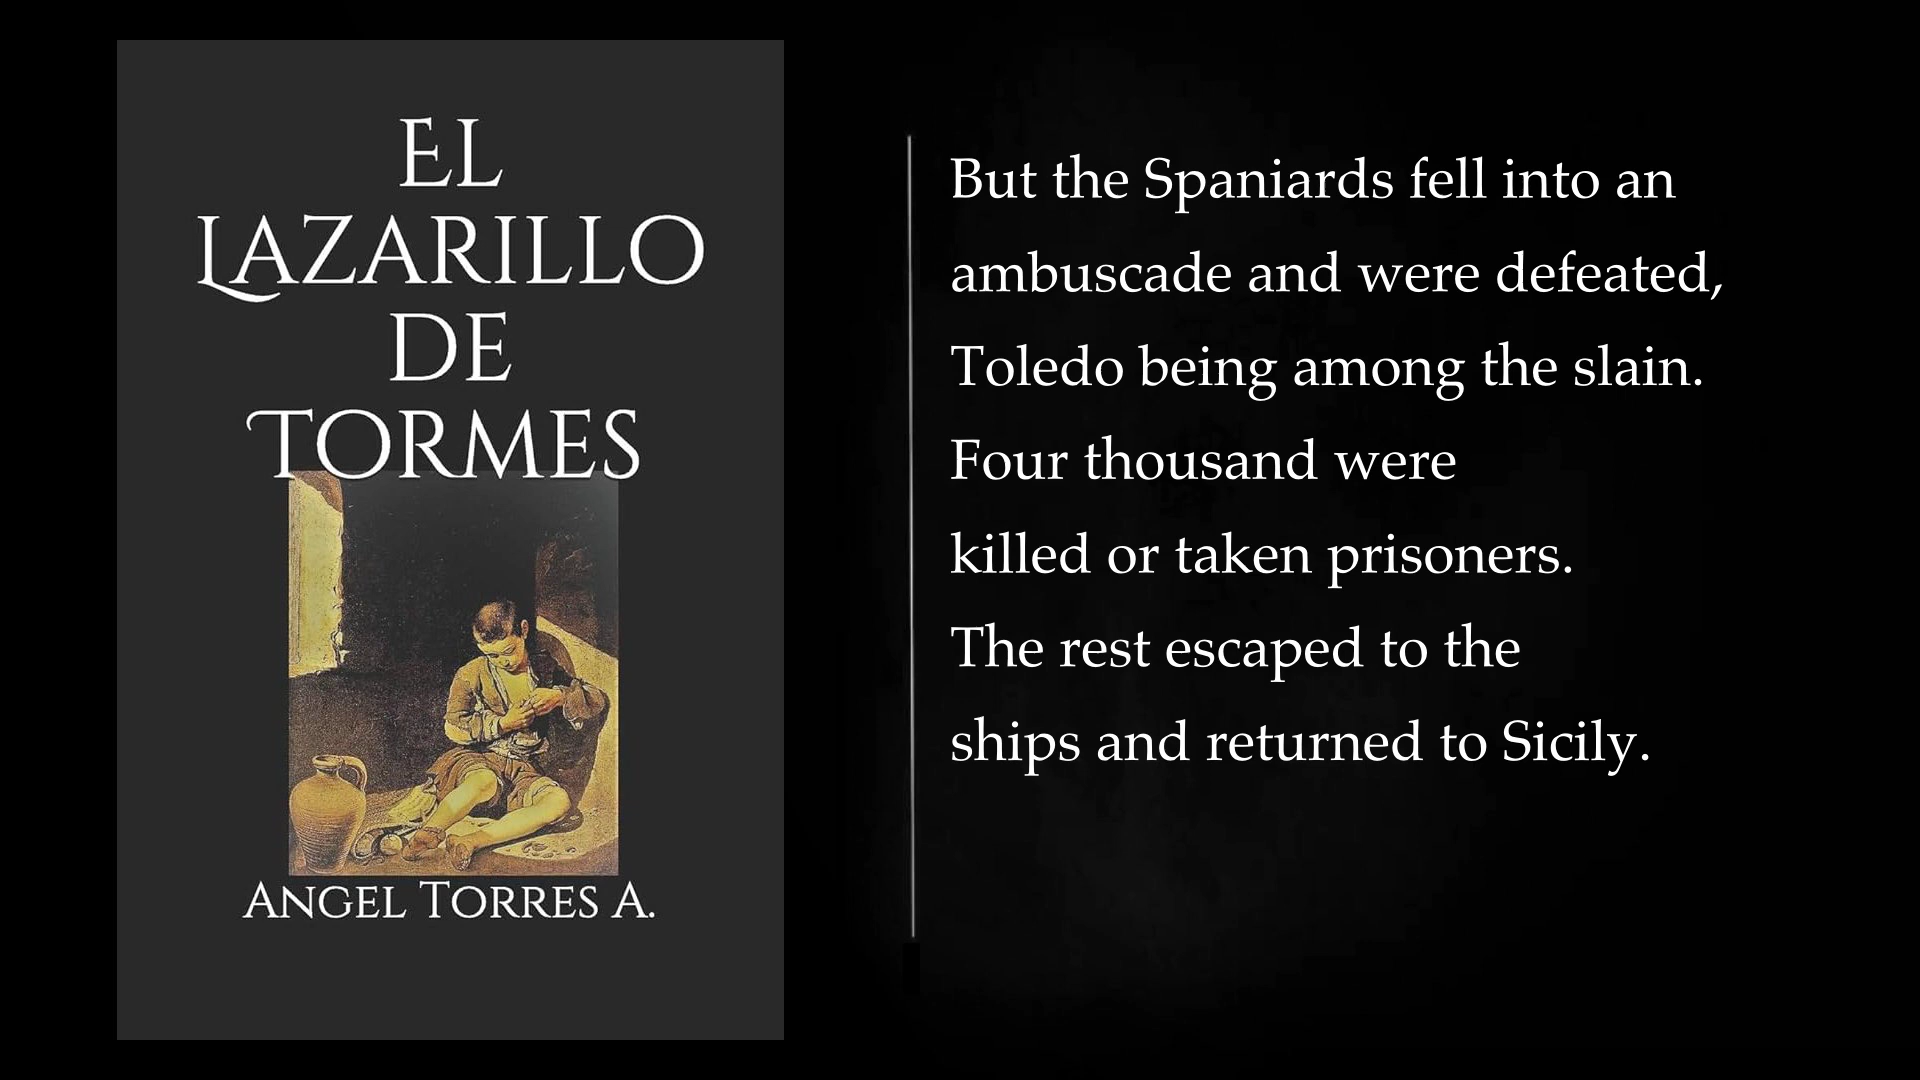 EL
LAZARILLO
DE
TORMES
ANGEL TORRES A.
But the Spaniards fell into an
ambuscade and were defeated,
Toledo being among the slain.
Four thousand were
killed or taken prisoners.
The rest escaped to the
ships and returned to Sicily.